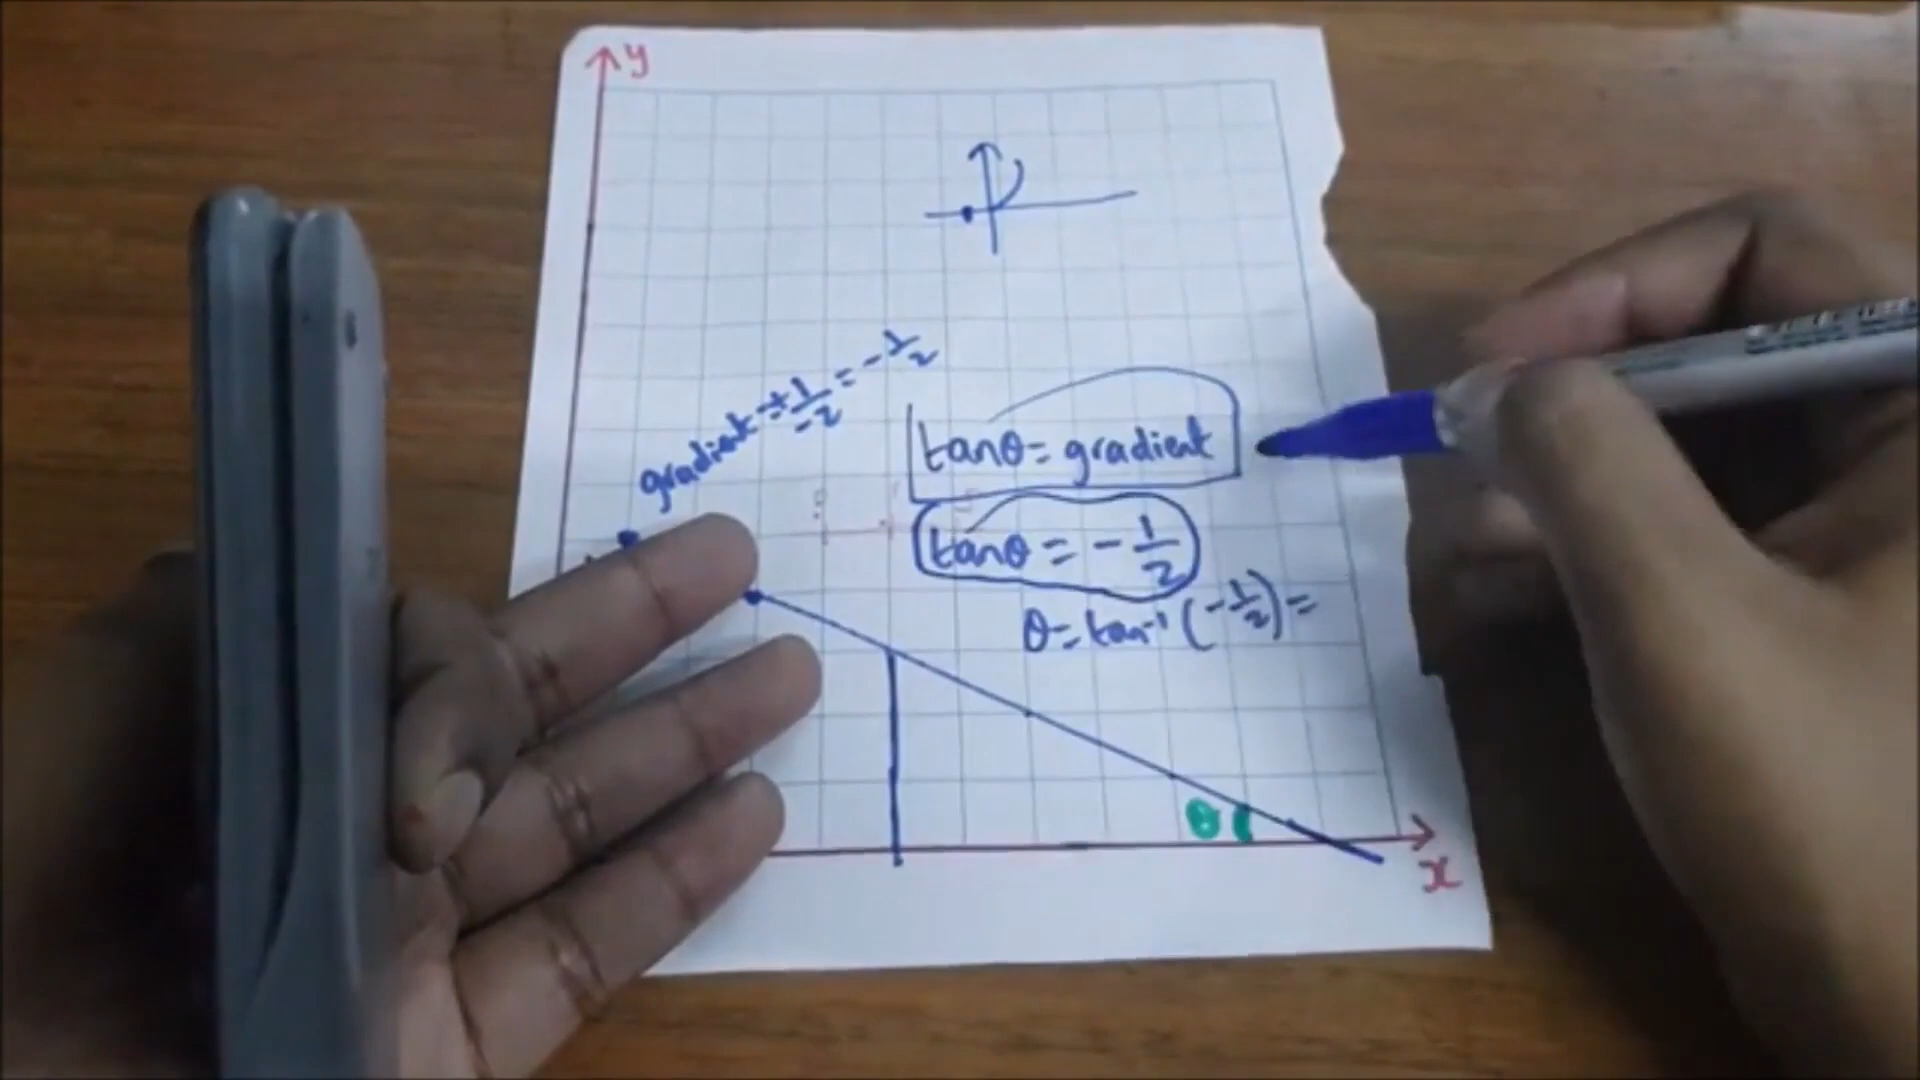 y
gradient = +1/-2 = -1/2
tanθ = gradient
tanθ = -1/2
θ = tan⁻¹(-1/2) =
θ
x